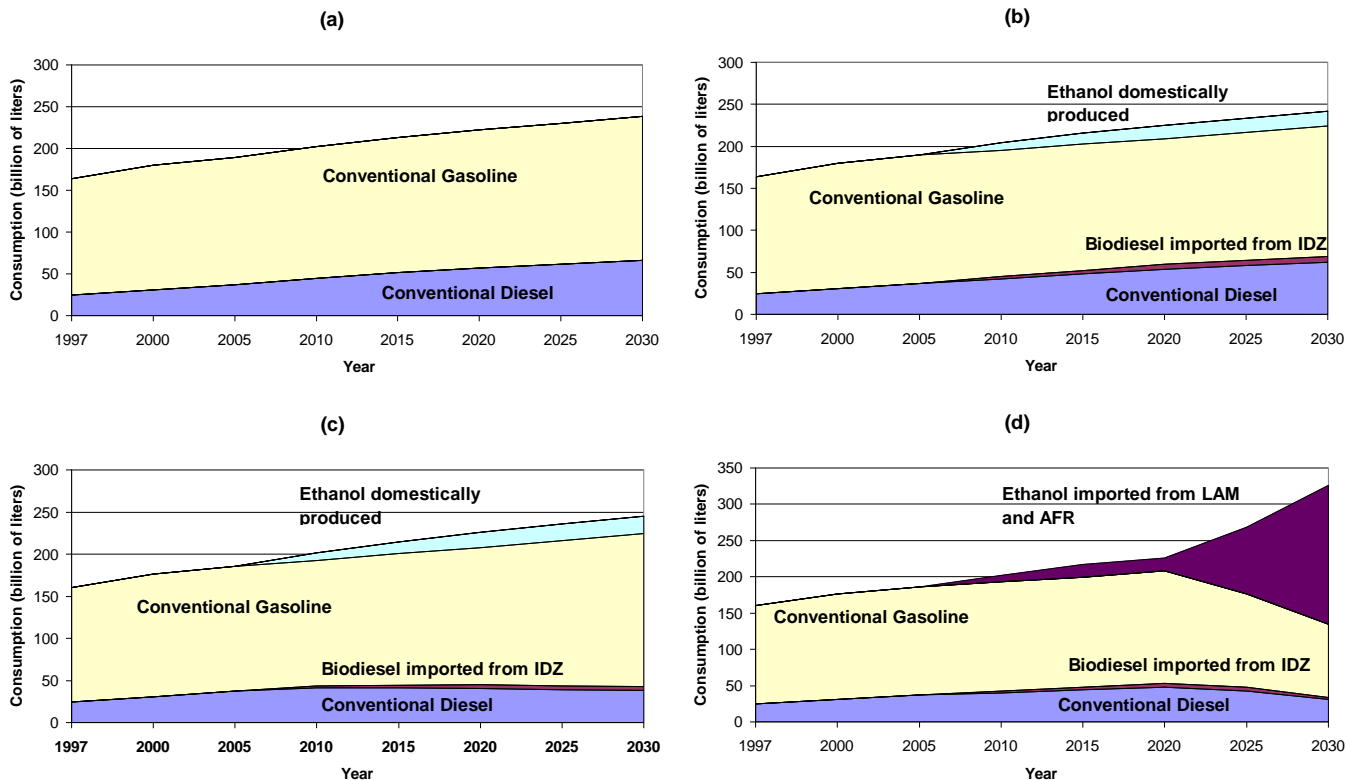 (a)
Consumption (billion of liters)
300
250
200
150
100
50
0
Conventional Gasoline
Conventional Diesel
1997 2000 2005 2010 2015 2020 2025 2030
Year
(b)
Consumption (billion of liters)
300
250
200
150
100
50
0
Ethanol domestically
produced
Conventional Gasoline
Biodiesel imported from IDZ
Conventional Diesel
1997 2000 2005 2010 2015 2020 2025 2030
Year
(c)
Consumption (billion of liters)
300
250
200
150
100
50
0
Ethanol domestically
produced
Conventional Gasoline
Biodiesel imported from IDZ
Conventional Diesel
1997 2000 2005 2010 2015 2020 2025 2030
Year
(d)
Consumption (billion of liters)
350
300
250
200
150
100
50
0
Ethanol imported from LAM
and AFR
Conventional Gasoline
Biodiesel imported from IDZ
Conventional Diesel
1997 2000 2005 2010 2015 2020 2025 2030
Year